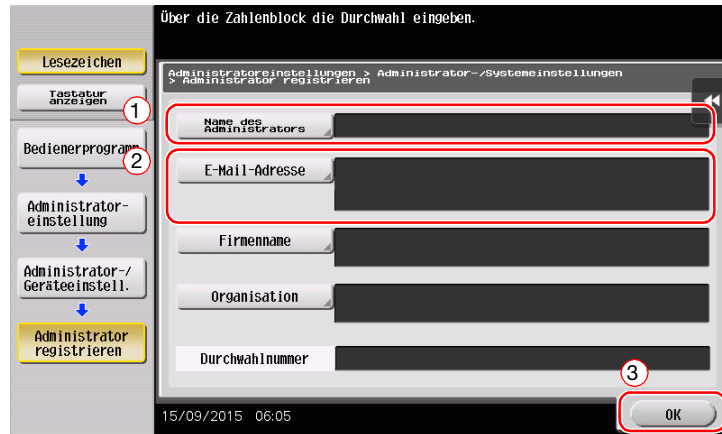 Über die Zahlenblock die Durchwahl eingeben.
Lesezeichen
Tastatur
anzeigen
1
Bedienerprogramm
2
Administrator-
einstellung
Administrator-/
Geräteeinstell.
Administrator
registrieren
Administratoreinstellungen > Administrator-/Systemeinstellungen
> Administrator registrieren
Name des
Administrators
E-Mail-Adresse
Firmenname
Organisation
Durchwahlnummer
3
15/09/2015 06:05
OK